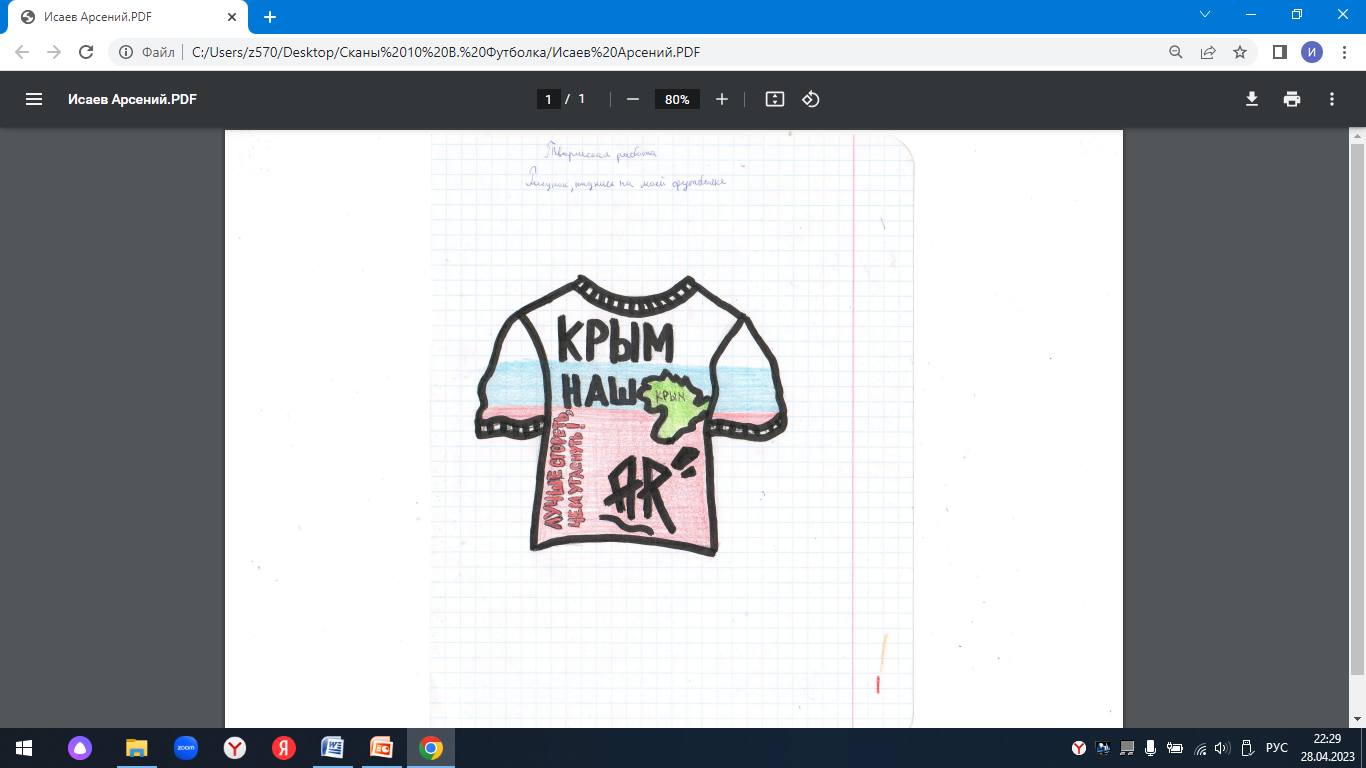 Исаев Арсений.PDF
Файл
C:/Users/z570/Desktop/Сканы%2010%20В.%20Футболка/Исаев%20Арсений.PDF
И
Исаев Арсений.PDF
1 / 1
80%
Творческая работа
Рисунок, надпись на моей футболке
КРЫМ
НАШ
КРЫМ
ЛУЧШЕ СГОРЕТЬ,
ЧЕМ УГАСНУТЬ!
AR
zoom
Y
Я
W
РУС
22:29
28.04.2023